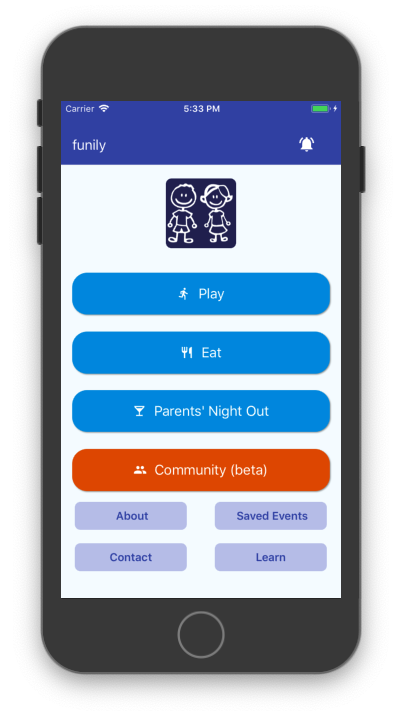 Carrier 5:33 PM
funily
Play
Eat
Parents' Night Out
Community (beta)
About Saved Events
Contact Learn